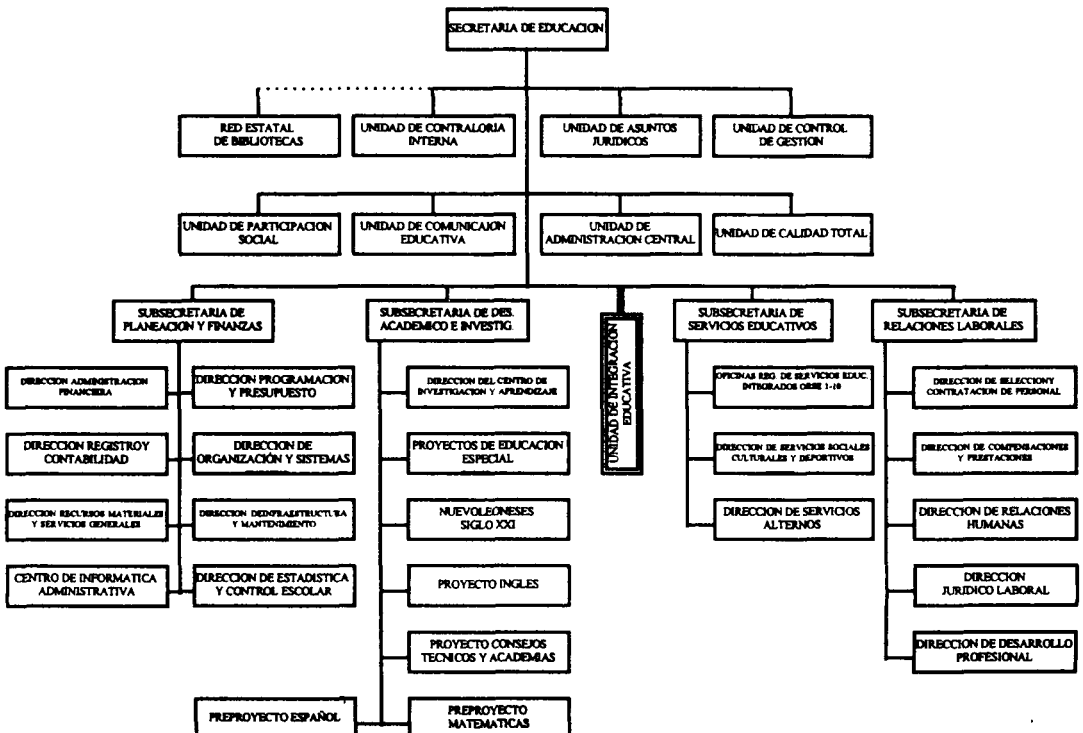 SECRETARIA DE EDUCACION
RED ESTATAL
DE BIBLIOTECAS
UNIDAD DE CONTRALORIA
INTERNA
UNIDAD DE ASUNTOS
JURIDICOS
UNIDAD DE CONTROL
DE GESTION
UNIDAD DE PARTICIPACION
SOCIAL
UNIDAD DE COMUNICAION
EDUCATIVA
UNIDAD DE
ADMINISTRACION CENTRAL
UNIDAD DE CALIDAD TOTAL
SUBSECRETARIA DE
PLANEACION Y FINANZAS
SUBSECRETARIA DE DES.
ACADEMICO E INVESTIG.
UNIDAD DE INTEGRACION
EDUCATIVA
SUBSECRETARIA DE
SERVICIOS EDUCATIVOS
SUBSECRETARIA DE
RELACIONES LABORALES
DIRECCION ADMINISTRACION
FINANCIERA
DIRECCION PROGRAMACION
Y PRESUPUESTO
DIRECCION DEL CENTRO DE
INVESTIGACION Y APRENDIZAJE
OFICINAS REG. DE SERVICIOS EDUC.
INTEGRADOS ORSE 1-10
DIRECCION DE SELECCION Y
CONTRATACION DE PERSONAL
DIRECCION REGISTRO Y
CONTABILIDAD
DIRECCION DE
ORGANIZACIÓN Y SISTEMAS
PROYECTOS DE EDUCACION
ESPECIAL
DIRECCION DE SERVICIOS SOCIALES
CULTURALES Y DEPORTIVOS
DIRECCION DE COMPENSACIONES
Y PRESTACIONES
DIRECCION RECURSOS MATERIALES
Y SERVICIOS GENERALES
DIRECCION DEINFRAESTRUCTURA
Y MANTENIMIENTO
NUEVOLEONESES
SIGLO XXI
DIRECCION DE SERVICIOS
ALTERNOS
DIRECCION DE RELACIONES
HUMANAS
CENTRO DE INFORMATICA
ADMINISTRATIVA
DIRECCION DE ESTADISTICA
Y CONTROL ESCOLAR
PROYECTO INGLES
DIRECCION
JURIDICO LABORAL
PROYECTO CONSEJOS
TECNICOS Y ACADEMIAS
DIRECCION DE DESARROLLO
PROFESIONAL
PREPROYECTO ESPAÑOL
PREPROYECTO
MATEMATICAS